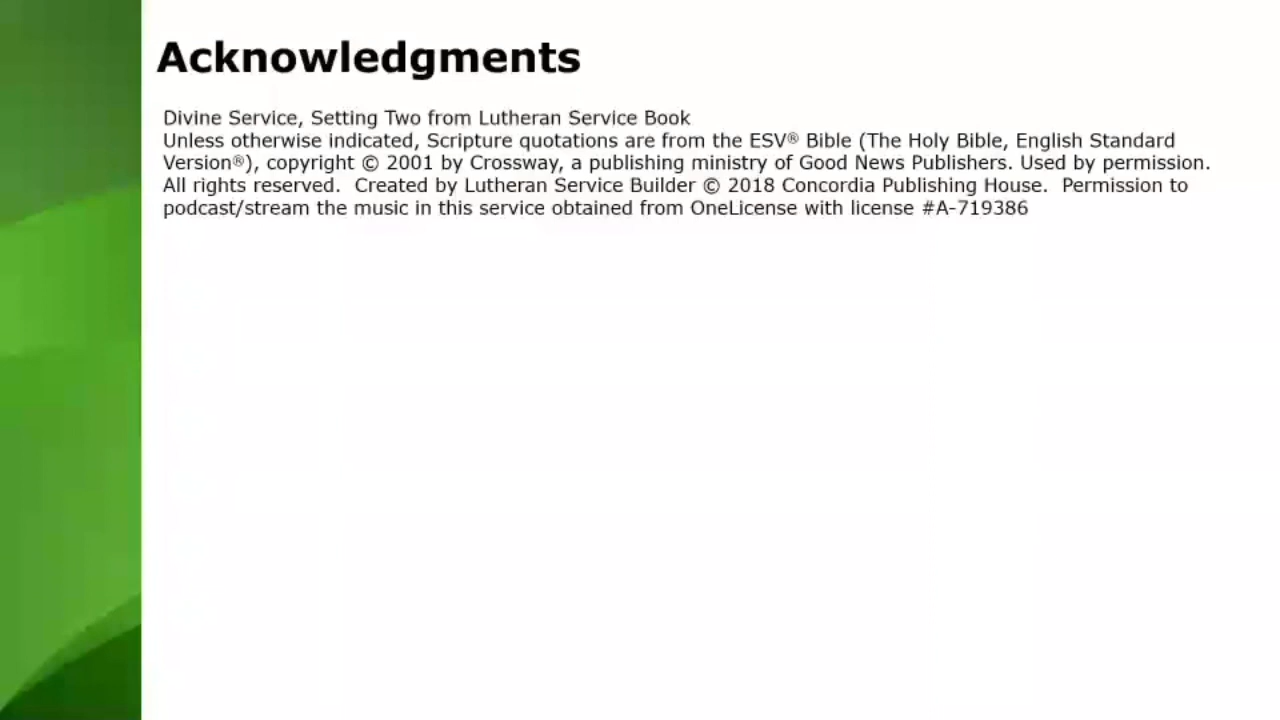 Acknowledgments
Divine Service, Setting Two from Lutheran Service Book
Unless otherwise indicated, Scripture quotations are from the ESV® Bible (The Holy Bible, English Standard
Version®), copyright © 2001 by Crossway, a publishing ministry of Good News Publishers. Used by permission.
All rights reserved.  Created by Lutheran Service Builder © 2018 Concordia Publishing House.  Permission to
podcast/stream the music in this service obtained from OneLicense with license #A-719386